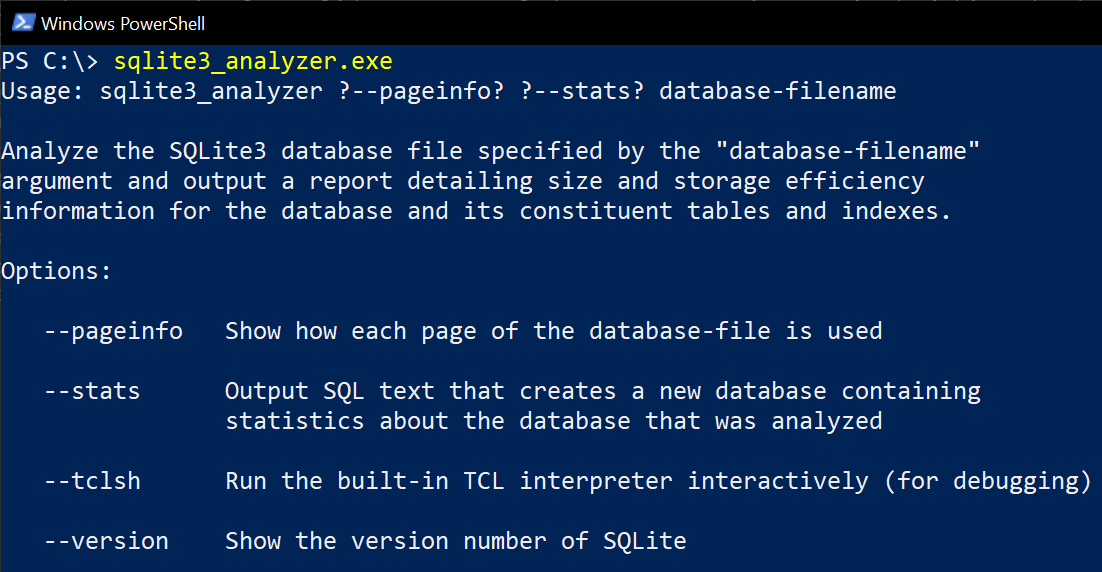 Windows PowerShell
PS C:\> sqlite3_analyzer.exe
Usage: sqlite3_analyzer ?--pageinfo? ?--stats? database-filename
Analyze the SQLite3 database file specified by the "database-filename"
argument and output a report detailing size and storage efficiency
information for the database and its constituent tables and indexes.
Options:
--pageinfo   Show how each page of the database-file is used
--stats      Output SQL text that creates a new database containing
statistics about the database that was analyzed
--tclsh      Run the built-in TCL interpreter interactively (for debugging)
--version    Show the version number of SQLite